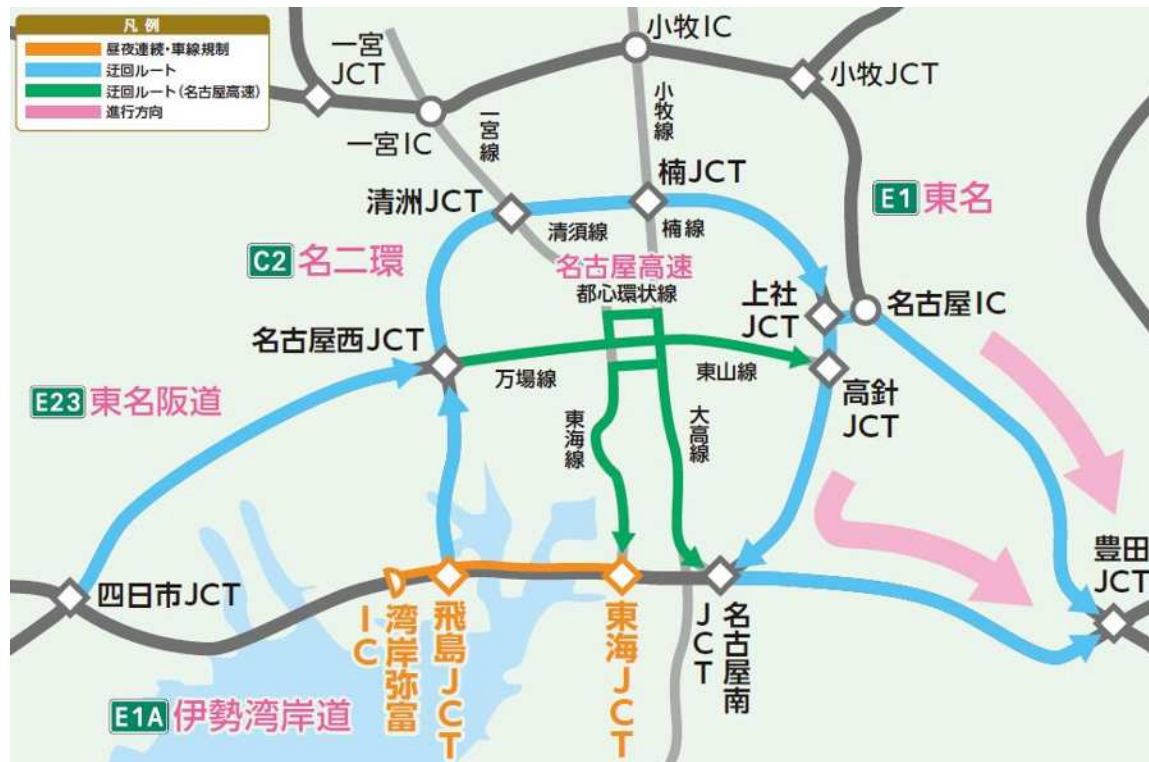 凡例
昼夜連続・車線規制
迂回ルート
迂回ルート(名古屋高速)
進行方向
一宮
JCT
小牧IC
小牧JCT
一宮IC
一宮線
小牧線
清洲JCT
楠JCT
E1 東名
清須線
楠線
C2 名二環
名古屋高速
都心環状線
上社
JCT
名古屋IC
名古屋西JCT
万場線
東山線
高針
JCT
E23 東名阪道
東海線
大高線
豊田
JCT
四日市JCT
湾岸弥富IC
飛島JCT
東海JCT
名古屋南JCT
E1A 伊勢湾岸道